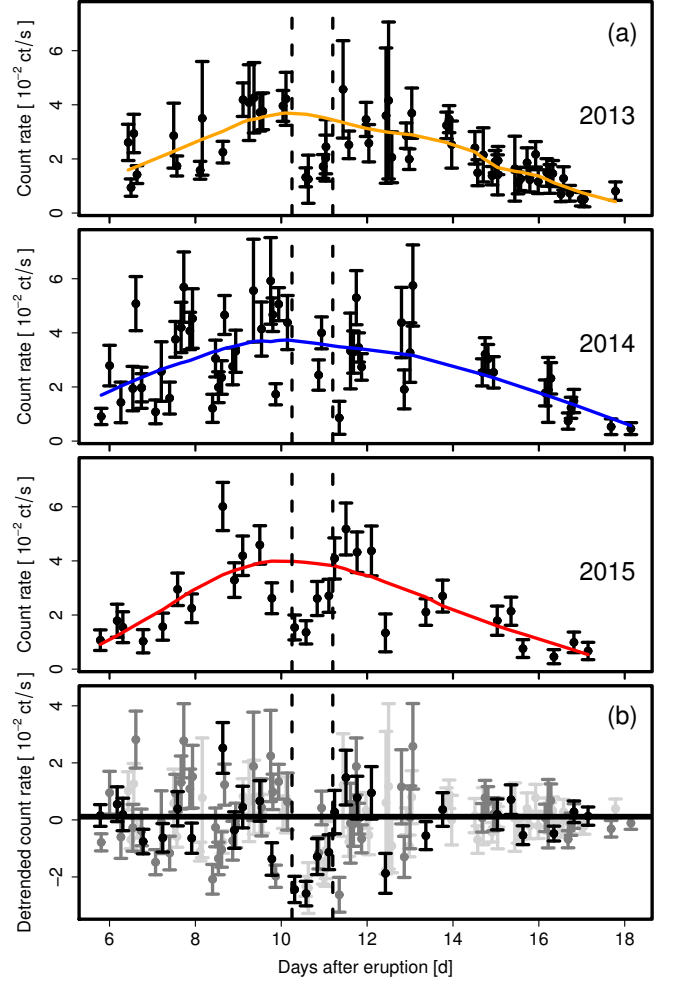 (a)
2013
Count rate [ 10⁻² ct/s ]
0 2 4 6
2014
Count rate [ 10⁻² ct/s ]
0 2 4 6
2015
Count rate [ 10⁻² ct/s ]
0 2 4 6
(b)
Detrended count rate [ 10⁻² ct/s ]
−2 0 2 4
6 8 10 12 14 16 18
Days after eruption [d]